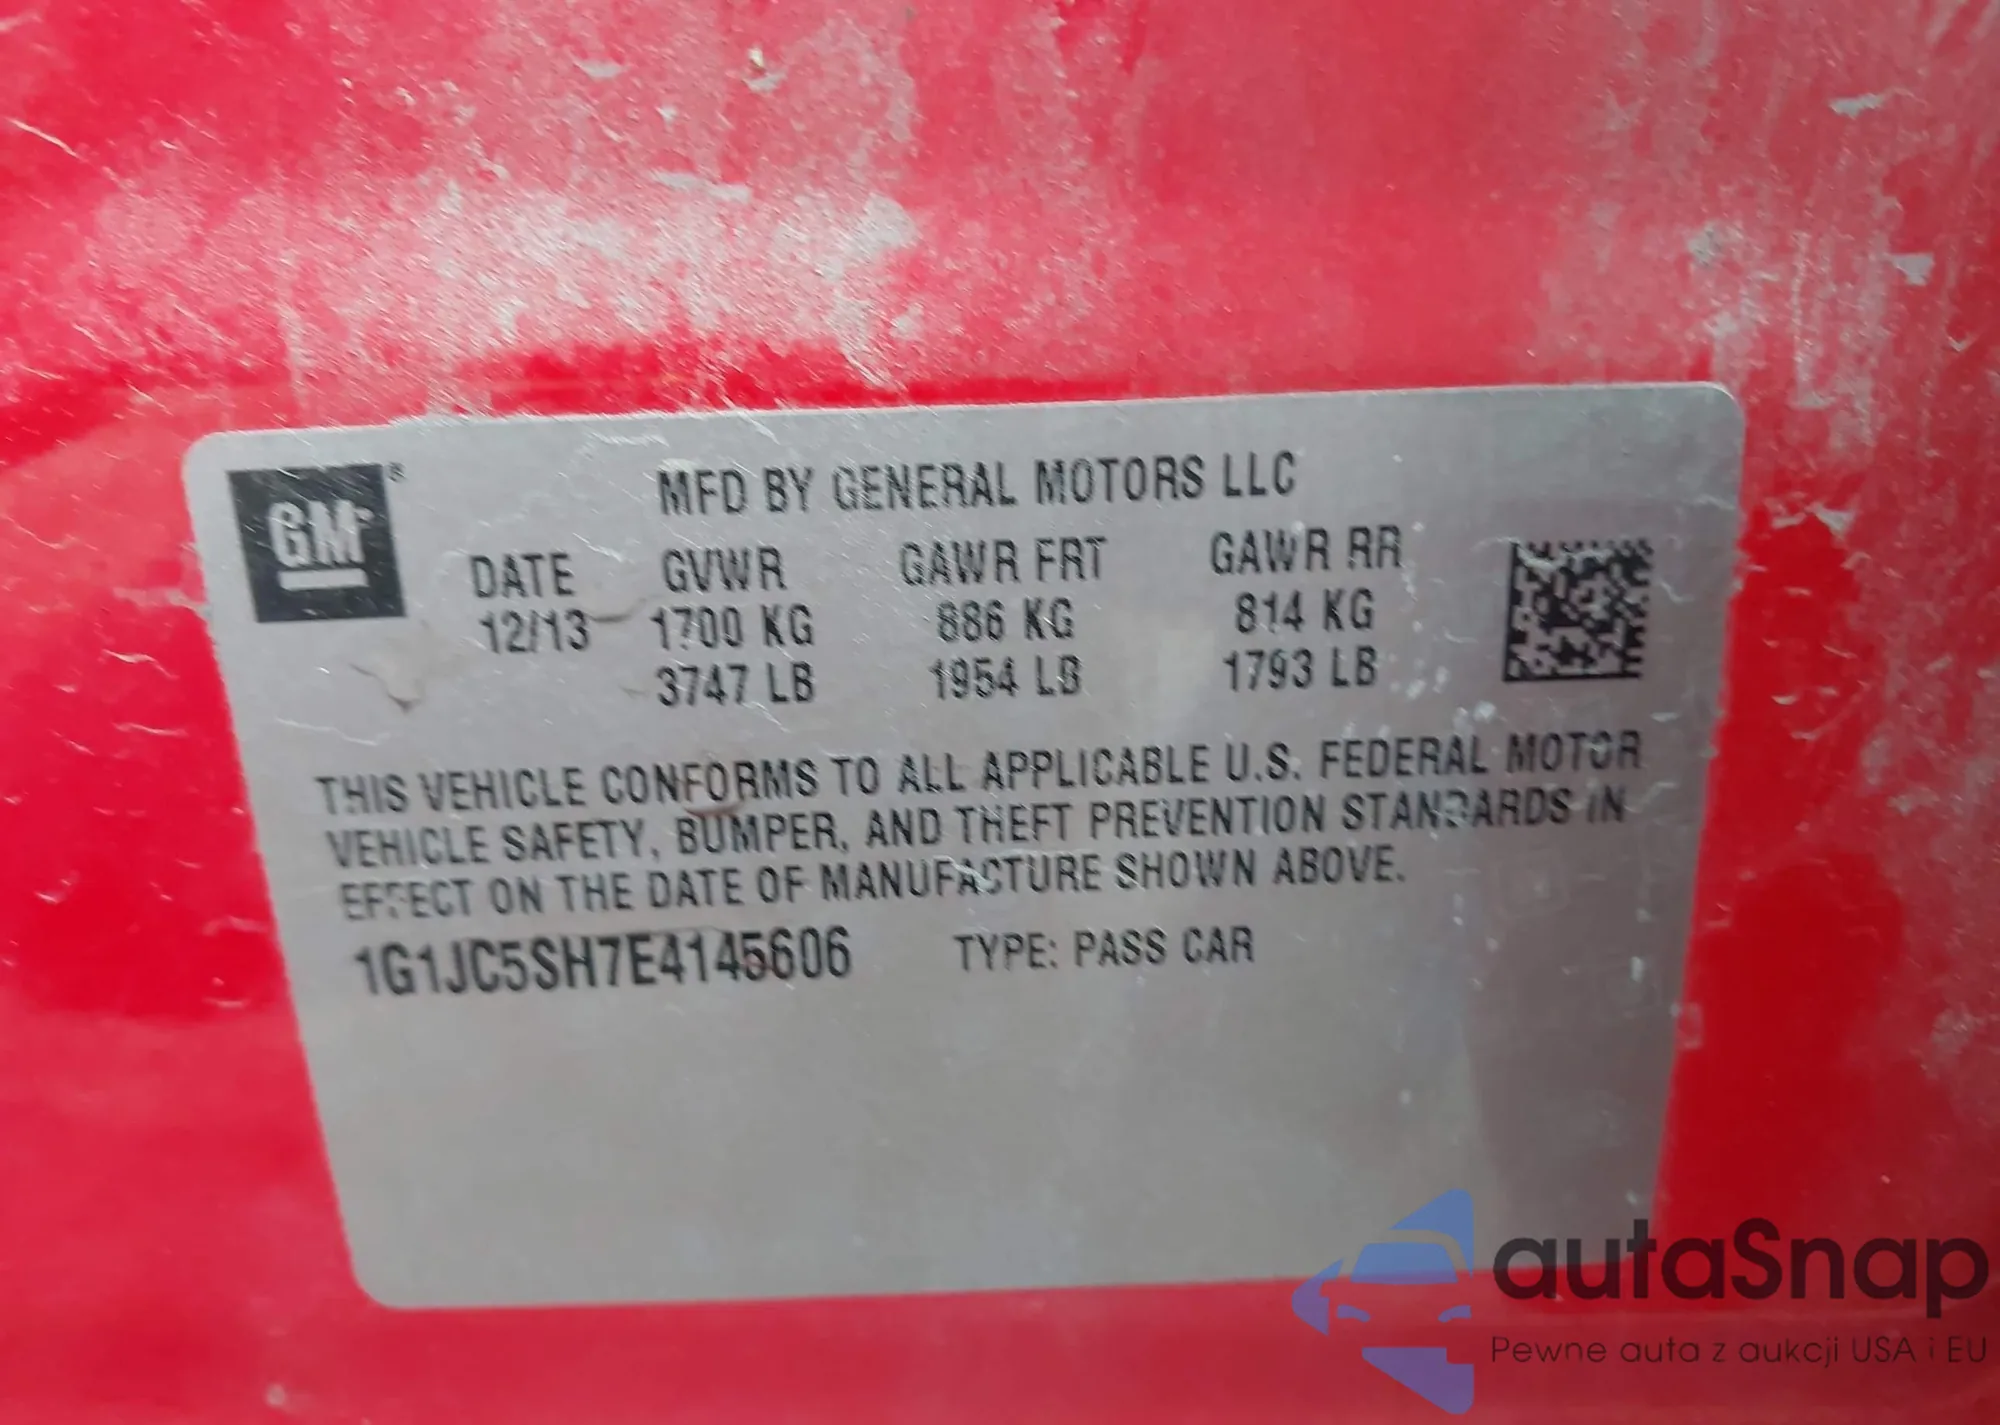 GM
MFD BY GENERAL MOTORS LLC
DATE GVWR GAWR FRT GAWR RR
12/13 1700 KG 886 KG 814 KG
3747 LB 1954 LB 1793 LB
THIS VEHICLE CONFORMS TO ALL APPLICABLE U.S. FEDERAL MOTOR
VEHICLE SAFETY, BUMPER, AND THEFT PREVENTION STANDARDS IN
EFFECT ON THE DATE OF MANUFACTURE SHOWN ABOVE.
1G1JC5SH7E4145606 TYPE: PASS CAR
autaSnap
Pewne auta z aukcji USA i EU